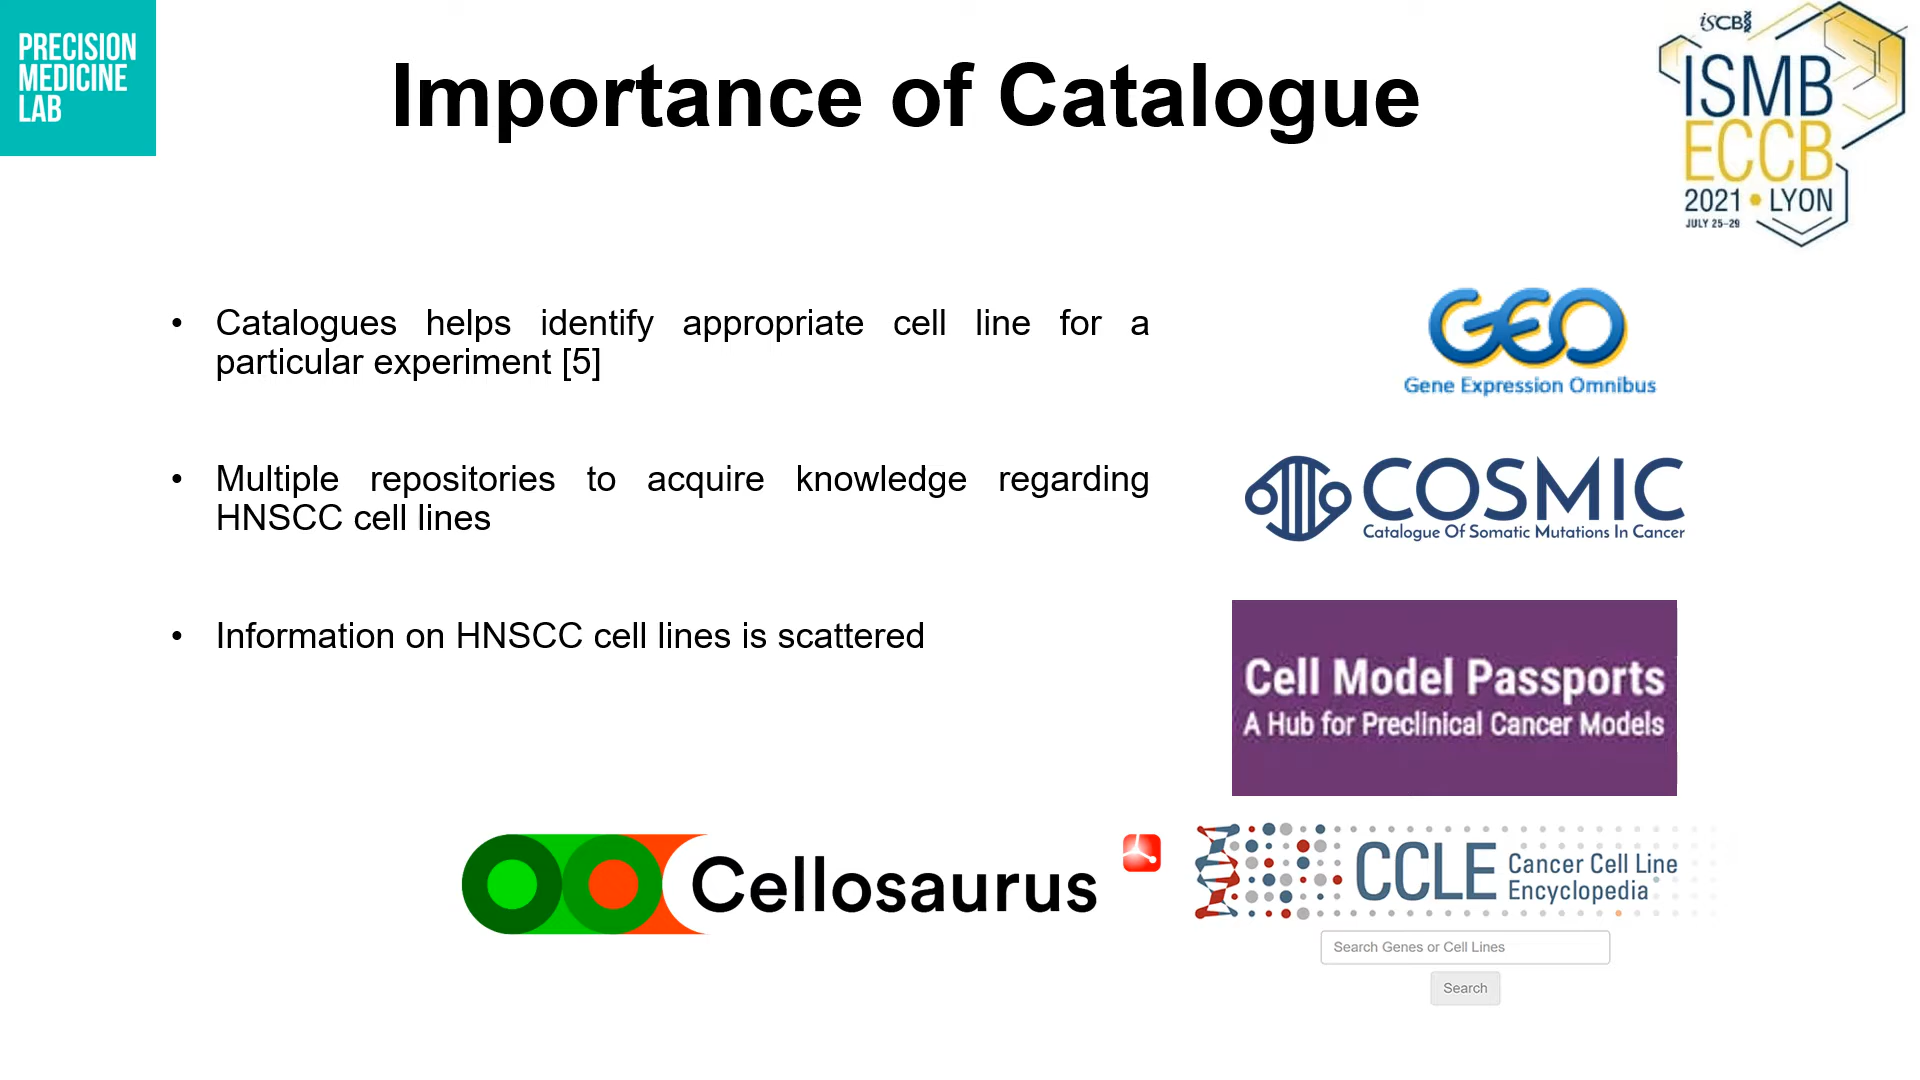 PRECISION
MEDICINE
LAB
Importance of Catalogue
iSCB
ISMB
ECCB
2021 • LYON
JULY 25-29
• Catalogues helps identify appropriate cell line for a
particular experiment [5]
• Multiple repositories to acquire knowledge regarding
HNSCC cell lines
• Information on HNSCC cell lines is scattered
GEO
Gene Expression Omnibus
COSMIC
Catalogue Of Somatic Mutations In Cancer
Cell Model Passports
A Hub for Preclinical Cancer Models
Cellosaurus
CCLE Cancer Cell Line
Encyclopedia
Search Genes or Cell Lines
Search